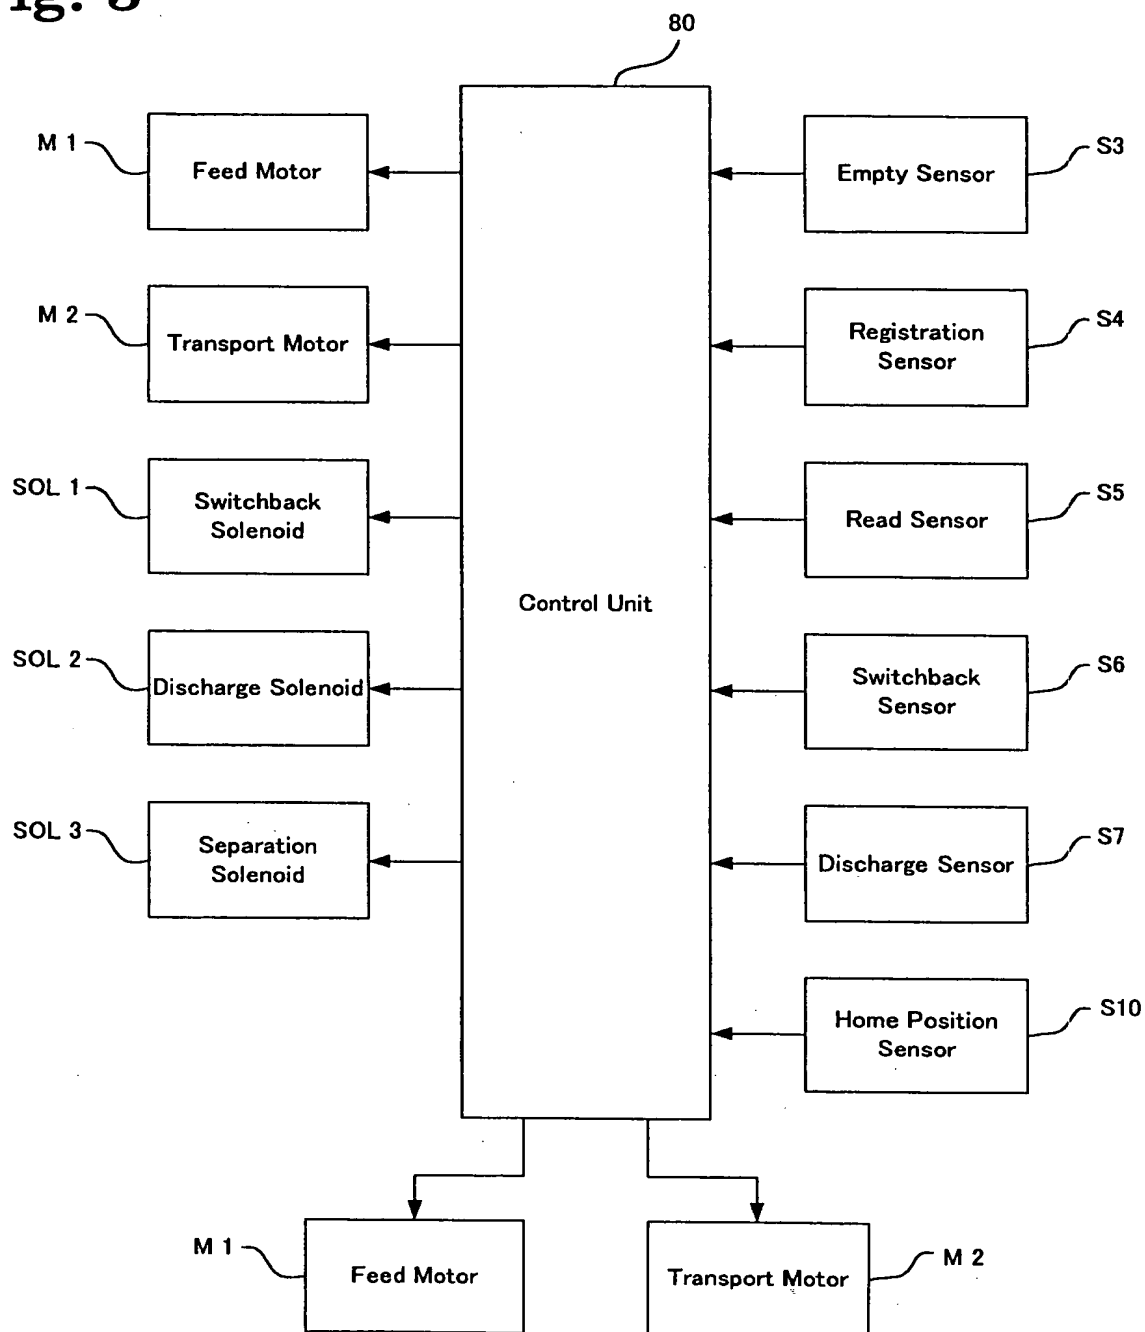 80
M 1
Feed Motor
Empty Sensor
S3
M 2
Transport Motor
Registration
Sensor
S4
SOL 1
Switchback
Solenoid
Read Sensor
S5
Control Unit
SOL 2
Discharge Solenoid
Switchback
Sensor
S6
SOL 3
Separation
Solenoid
Discharge Sensor
S7
Home Position
Sensor
S10
M 1
Feed Motor
Transport Motor
M 2